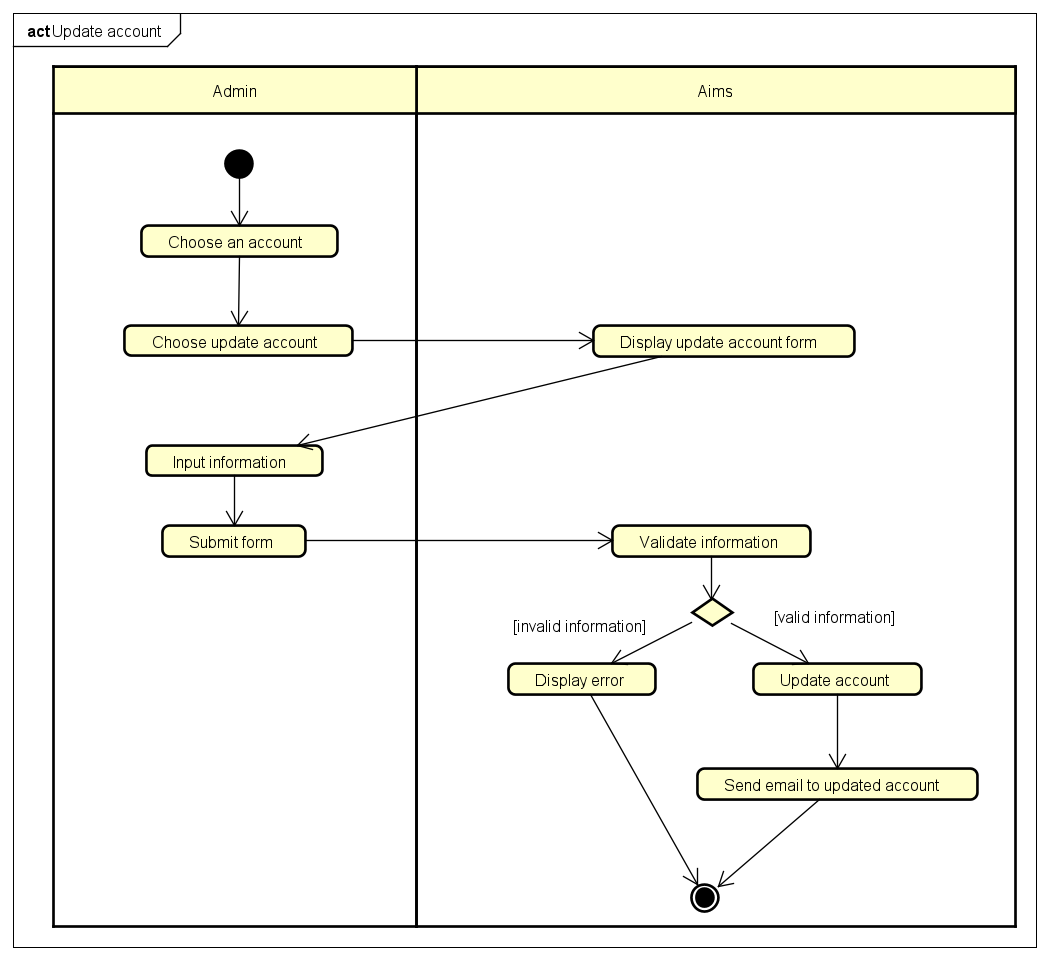 act Update account
Admin
Aims
Choose an account
Choose update account
Display update account form
Input information
Submit form
Validate information
[invalid information]
[valid information]
Display error
Update account
Send email to updated account